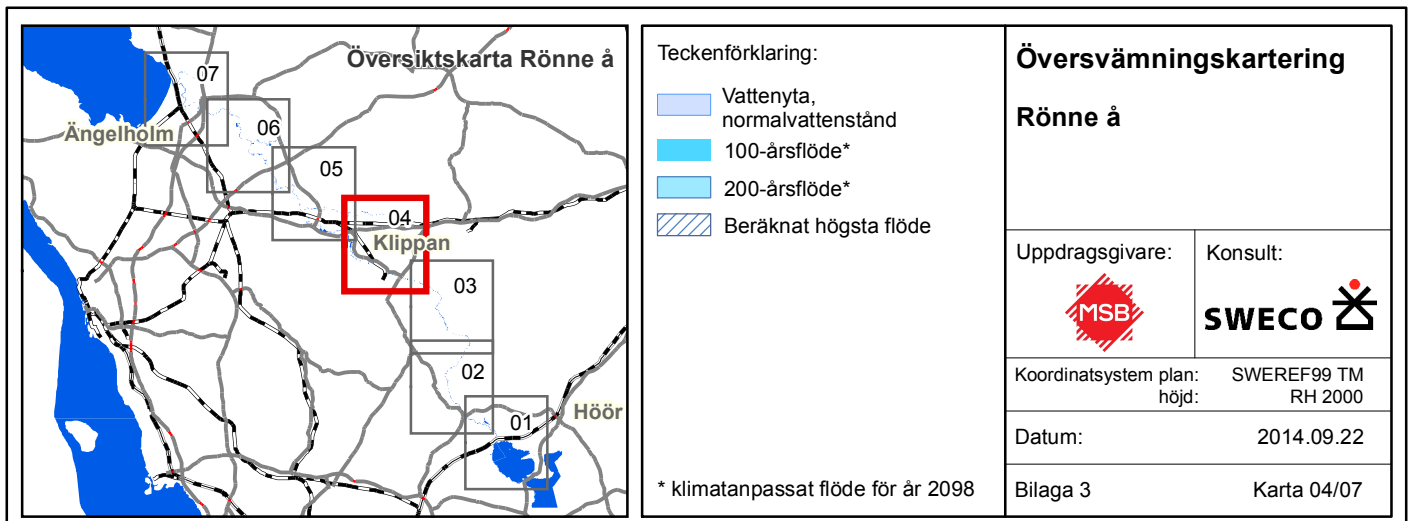 Översiktskarta Rönne å
07
Ängelholm
06
05
04
Klippan
03
02
01
Höör
Teckenförklaring:
Vattenyta,
normalvattenstånd
100-årsflöde*
200-årsflöde*
Beräknat högsta flöde
* klimatanpassat flöde för år 2098
Översvämningskartering
Rönne å
Uppdragsgivare:
MSB
Konsult:
SWECO
Koordinatsystem plan: SWEREF99 TM
höjd: RH 2000
Datum: 2014.09.22
Bilaga 3 Karta 04/07